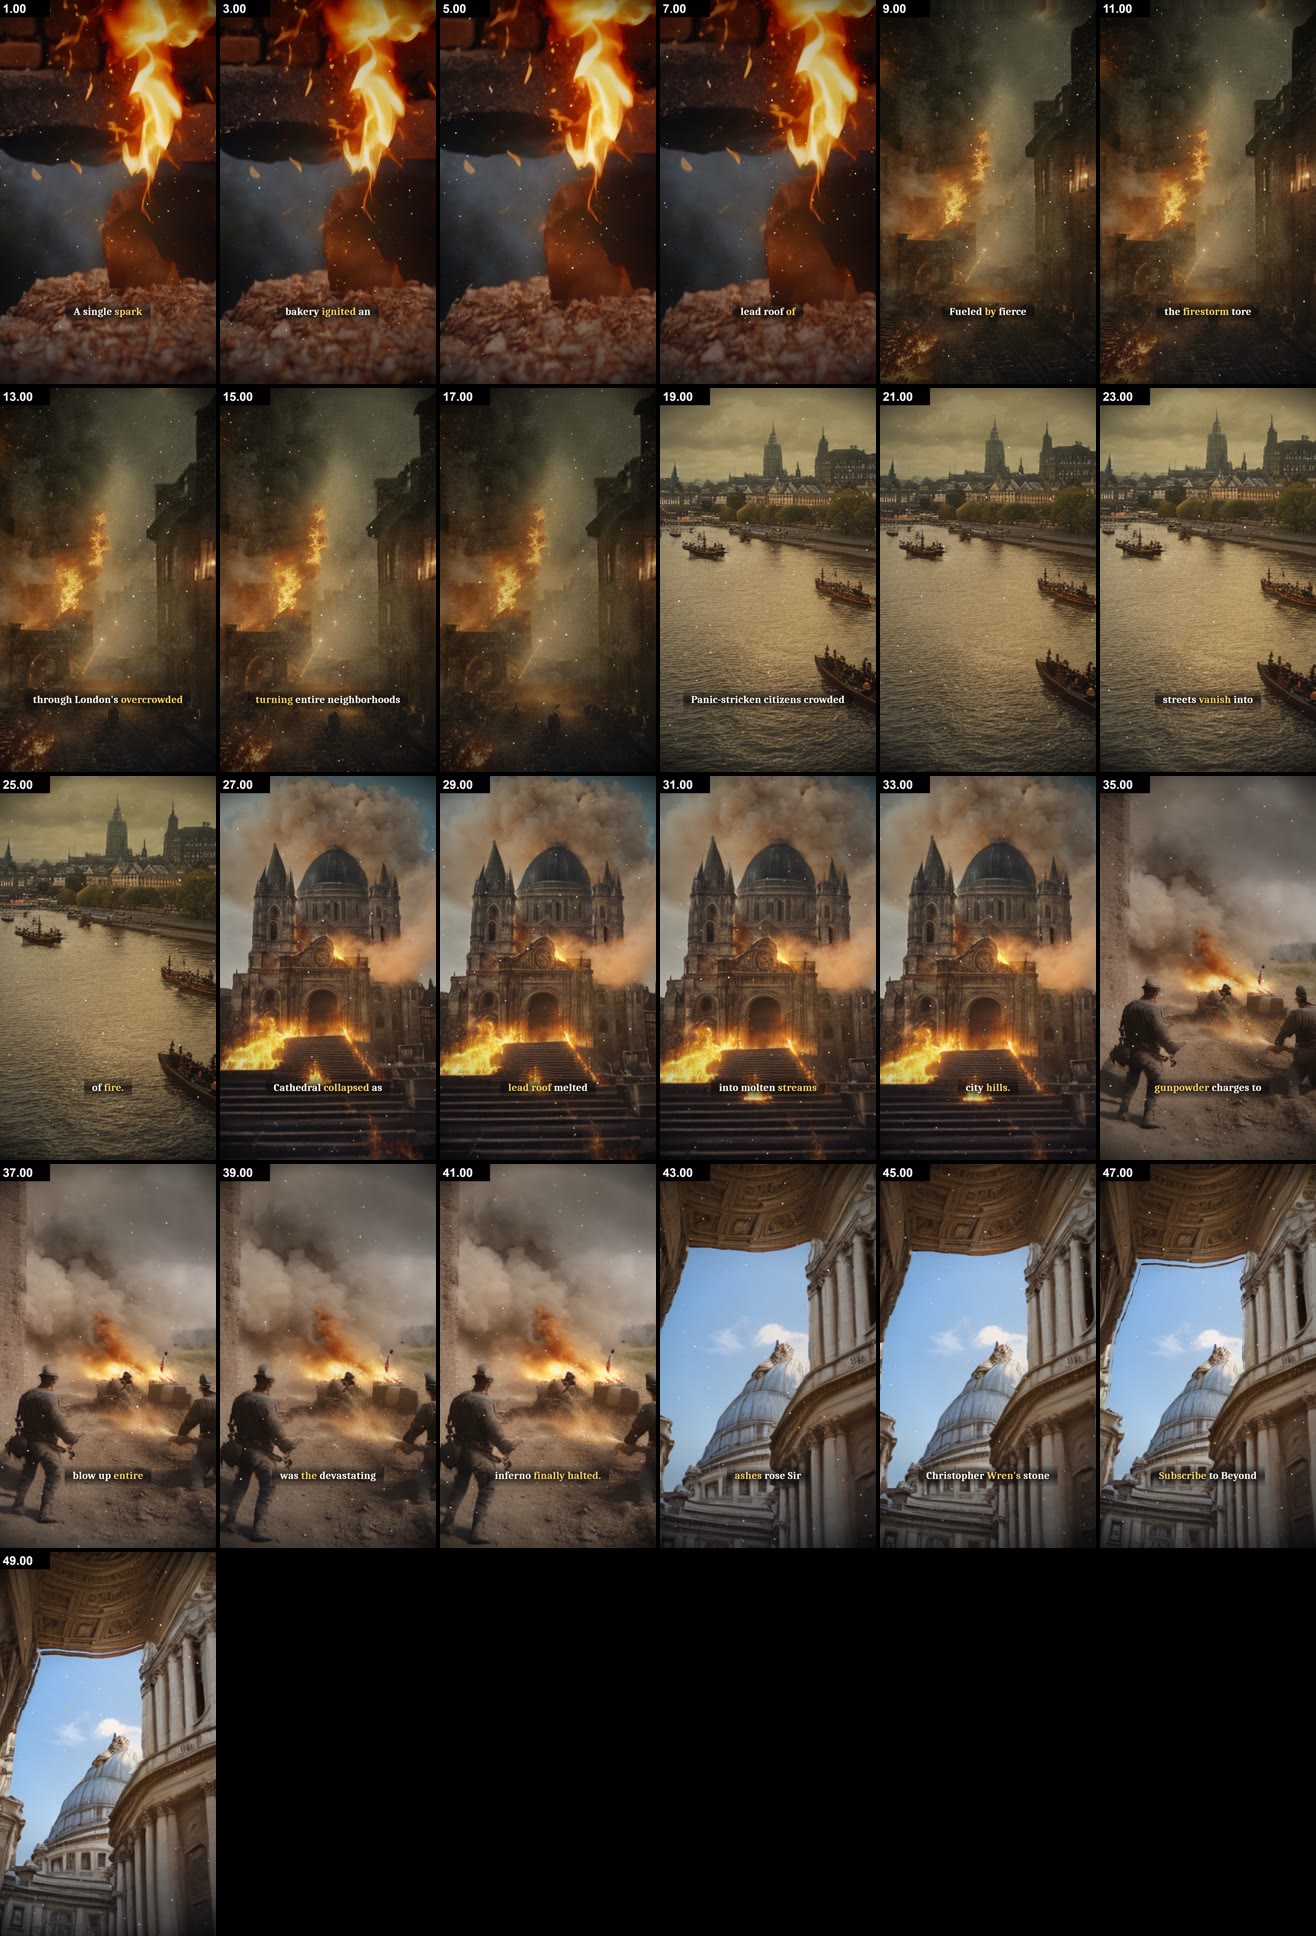 1.00
3.00
5.00
7.00
9.00
11.00
A single spark
bakery ignited an
lead roof of
Fueled by fierce
the firestorm tore
13.00
15.00
17.00
19.00
21.00
23.00
through London's overcrowded
turning entire neighborhoods
Panic-stricken citizens crowded
streets vanish into
25.00
27.00
29.00
31.00
33.00
35.00
of fire.
Cathedral collapsed as
lead roof melted
into molten streams
city hills.
gunpowder charges to
37.00
39.00
41.00
43.00
45.00
47.00
blow up entire
was the devastating
inferno finally halted.
ashes rose Sir
Christopher Wren's stone
Subscribe to Beyond
49.00